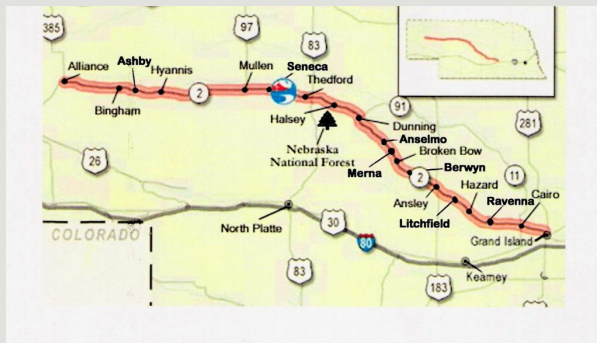 385
97
83
Alliance
Ashby
Hyannis
Mullen
Seneca
Thedford
Bingham
2
Halsey
91
281
Dunning
Nebraska
National Forest
Anselmo
Broken Bow
Merna
Berwyn
26
2
11
Ansley
Hazard
Ravenna
Cairo
Litchfield
North Platte
30
Grand Island
COLORADO
80
83
Kearney
183